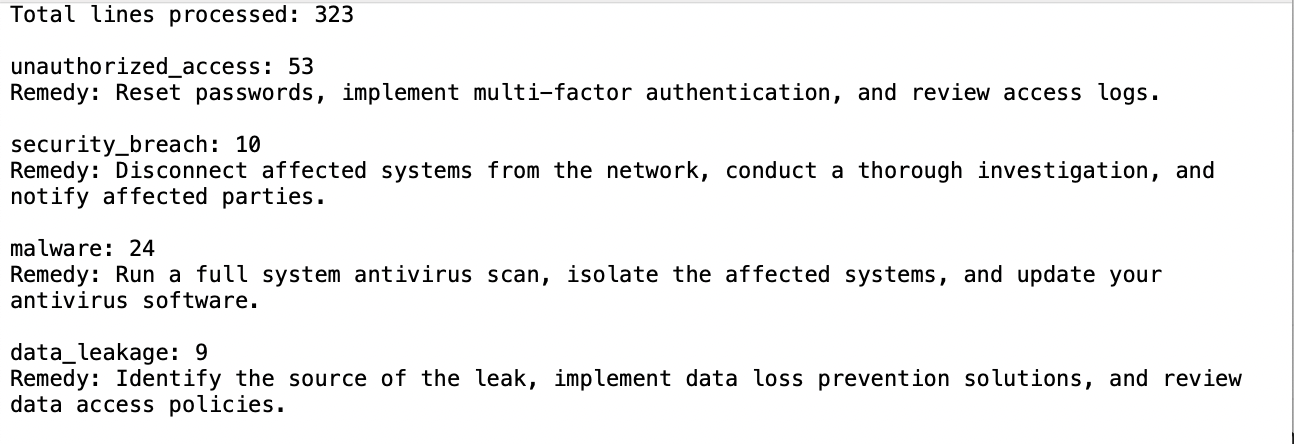 Total lines processed: 323
unauthorized_access: 53
Remedy: Reset passwords, implement multi-factor authentication, and review access logs.
security_breach: 10
Remedy: Disconnect affected systems from the network, conduct a thorough investigation, and
notify affected parties.
malware: 24
Remedy: Run a full system antivirus scan, isolate the affected systems, and update your
antivirus software.
data_leakage: 9
Remedy: Identify the source of the leak, implement data loss prevention solutions, and review
data access policies.